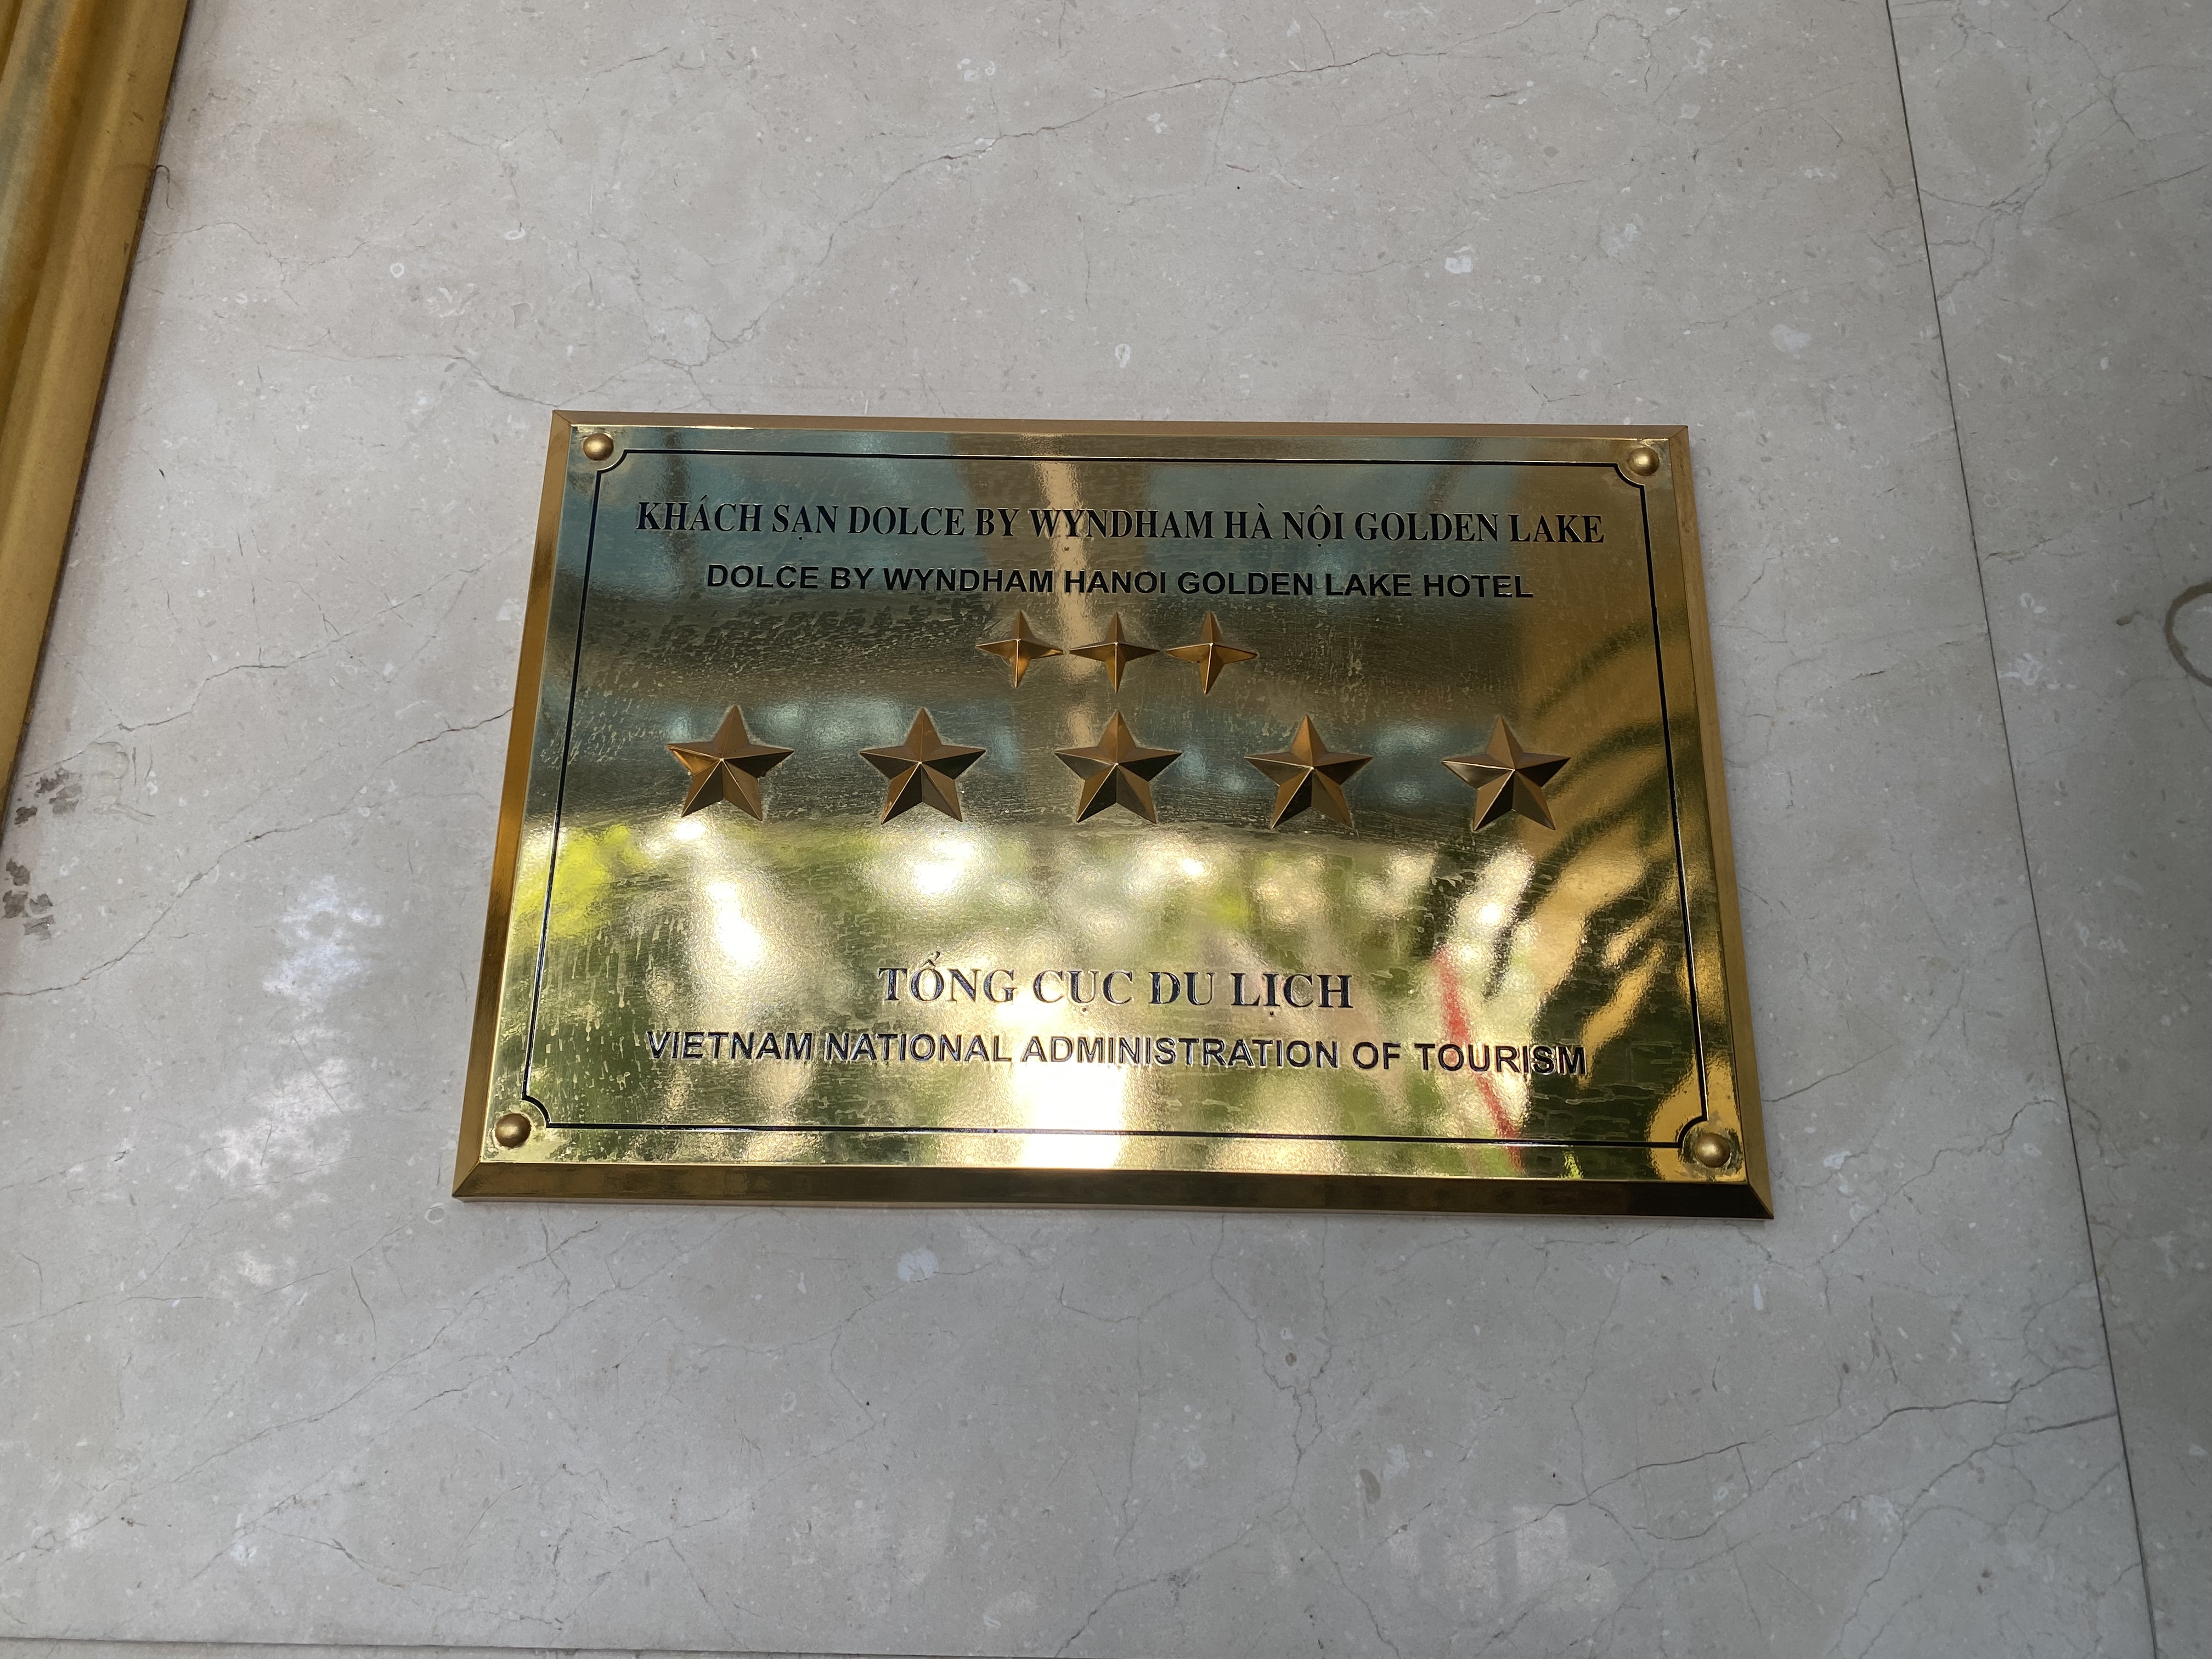 KHÁCH SẠN DOLCE BY WYNDHAM HÀ NỘI GOLDEN LAKE
DOLCE BY WYNDHAM HANOI GOLDEN LAKE HOTEL
TỔNG CỤC DU LỊCH
VIETNAM NATIONAL ADMINISTRATION OF TOURISM